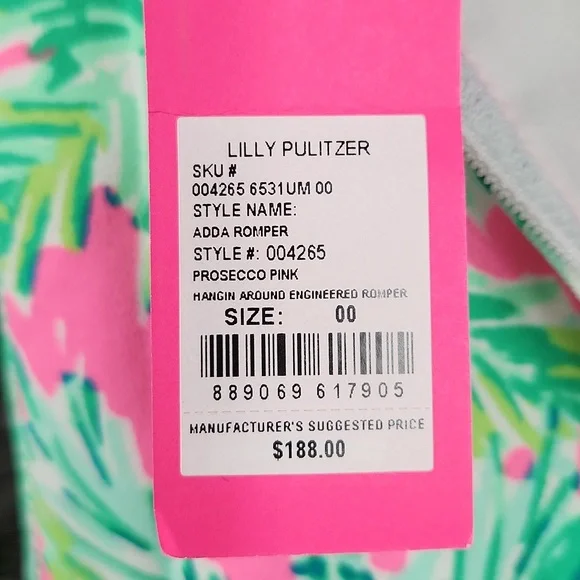 LILLY PULITZER
SKU #
004265 6531UM 00
STYLE NAME:
ADDA ROMPER
STYLE #: 004265
PROSECCO PINK
HANGIN AROUND ENGINEERED ROMPER
SIZE: 00
889069 617905
MANUFACTURER'S SUGGESTED PRICE
$188.00